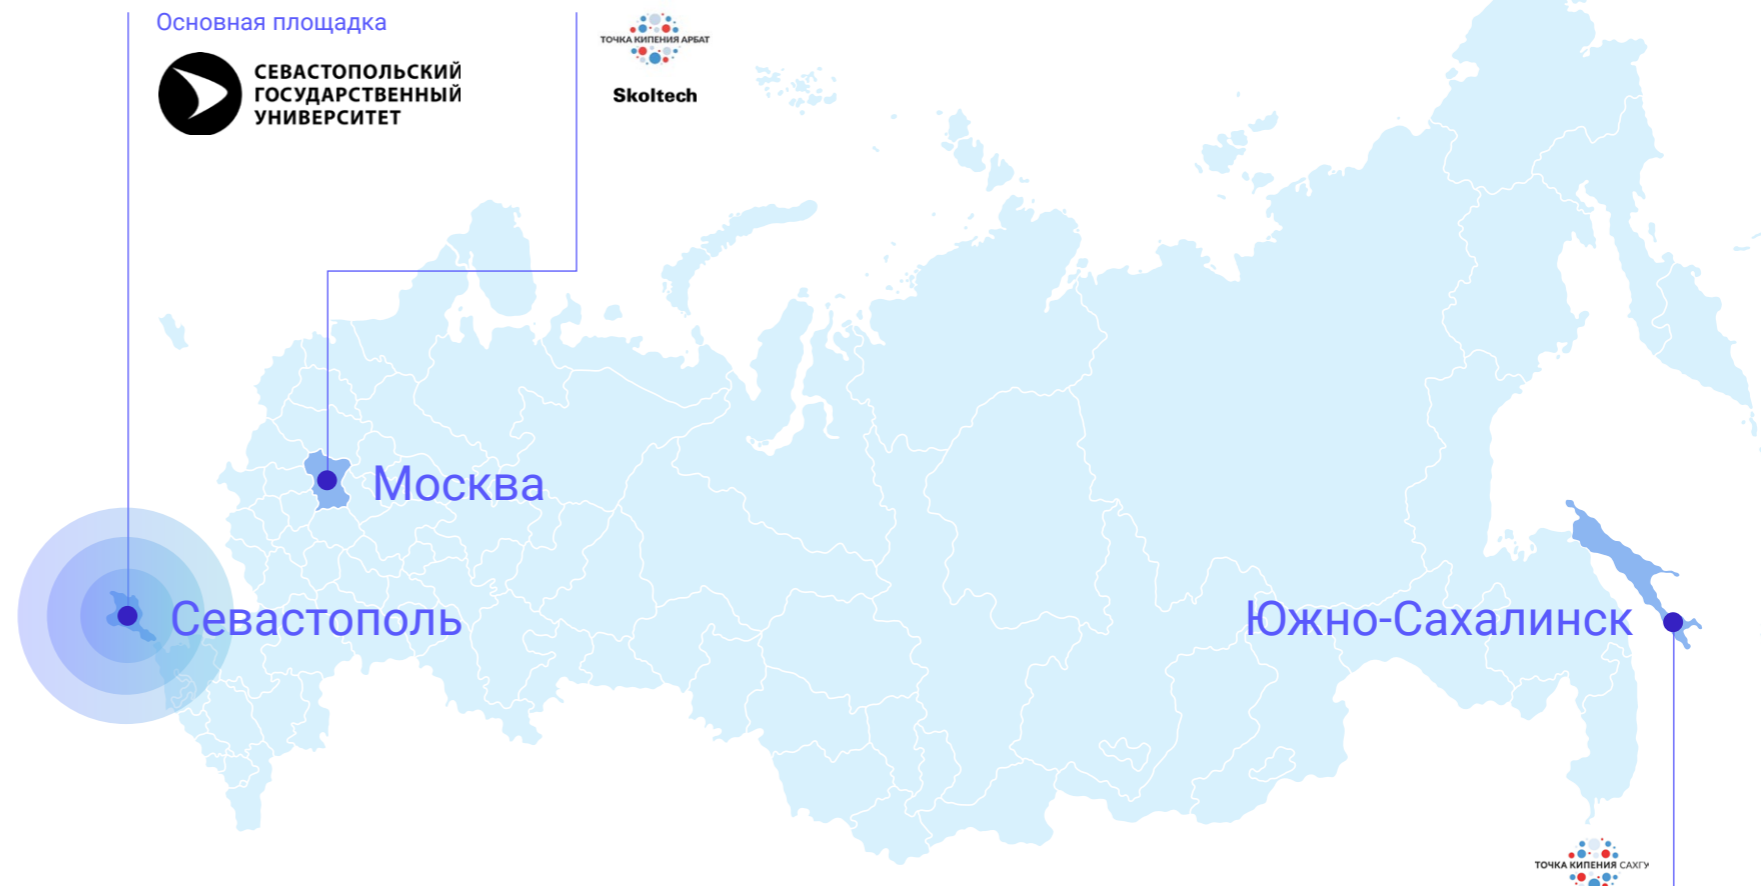 Основная площадка
СЕВАСТОПОЛЬСКИЙ
ГОСУДАРСТВЕННЫЙ
УНИВЕРСИТЕТ
ТОЧКА КИПЕНИЯ АРБАТ
Skoltech
Москва
Севастополь
Южно-Сахалинск
ТОЧКА КИПЕНИЯ САХГУ